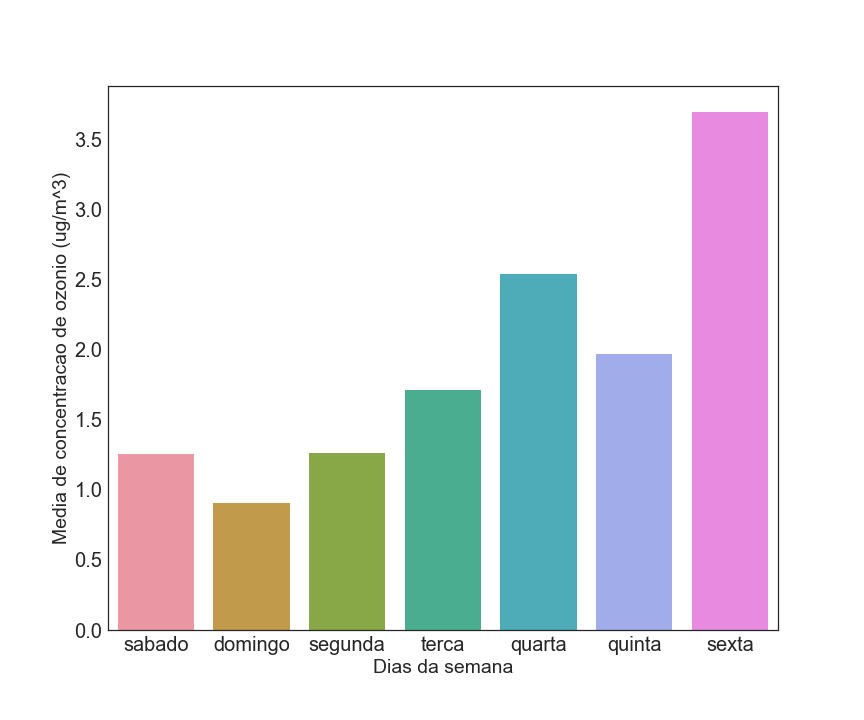 Media de concentracao de ozonio (ug/m^3)
3.5
3.0
2.5
2.0
1.5
1.0
0.5
0.0
sabado domingo segunda terca quarta quinta sexta
Dias da semana